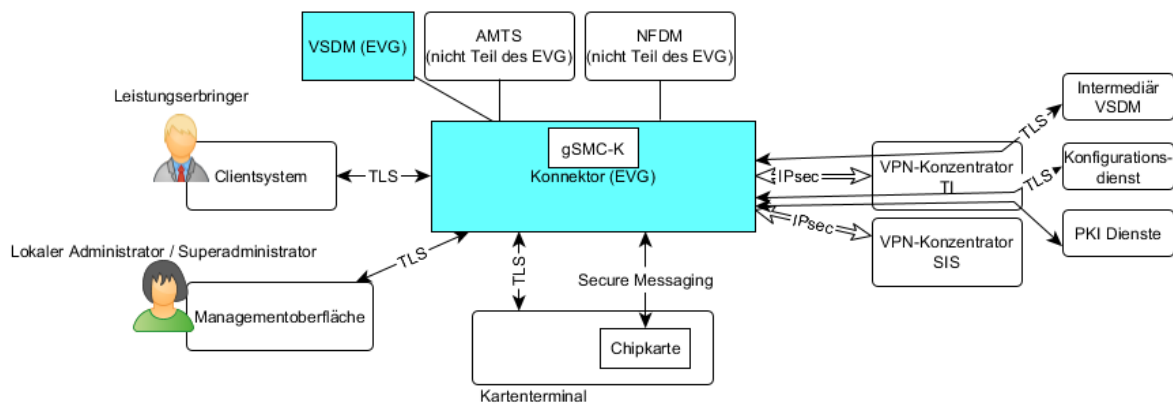 VSDM (EVG)
AMTS
(nicht Teil des EVG)
NFDM
(nicht Teil des EVG)
Leistungserbringer
Clientsystem
TLS
gSMC-K
Konnektor (EVG)
IPsec
VPN-Konzentrator
TI
TLS
Intermediär
VSDM
TLS
Konfigurations-
dienst
IPsec
VPN-Konzentrator
SIS
PKI Dienste
Lokaler Administrator / Superadministrator
TLS
Managementoberfläche
TLS
Secure Messaging
Chipkarte
Kartenterminal